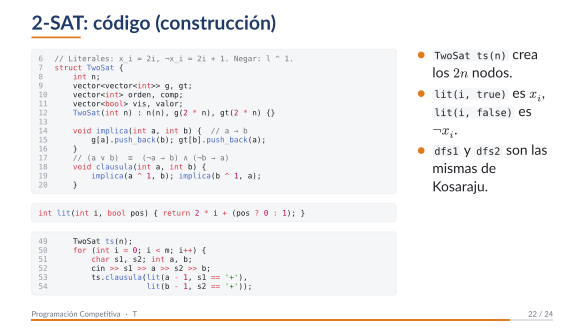 2-SAT: código (construcción)
6 // Literales: x_i = 2i, ¬x_i = 2i + 1. Negar: l ^ 1.
7 struct TwoSat {
8     int n;
9     vector<vector<int>> g, gt;
10     vector<int> orden, comp;
11     vector<bool> vis, valor;
12     TwoSat(int n) : n(n), g(2 * n), gt(2 * n) {}
13
14     void implica(int a, int b) {  // a → b
15         g[a].push_back(b); gt[b].push_back(a);
16     }
17     // (a ∨ b)  ≡  (¬a → b) ∧ (¬b → a)
18     void clausula(int a, int b) {
19         implica(a ^ 1, b); implica(b ^ 1, a);
20     }
int lit(int i, bool pos) { return 2 * i + (pos ? 0 : 1); }
49     TwoSat ts(n);
50     for (int i = 0; i < m; i++) {
51         char s1, s2; int a, b;
52         cin >> s1 >> a >> s2 >> b;
53         ts.clausula(lit(a - 1, s1 == '+'),
54                     lit(b - 1, s2 == '+'));
• TwoSat ts(n) crea
los 2n nodos.
• lit(i, true) es x_i,
lit(i, false) es
¬x_i.
• dfs1 y dfs2 son las
mismas de
Kosaraju.
Programación Competitiva · T
22 / 24